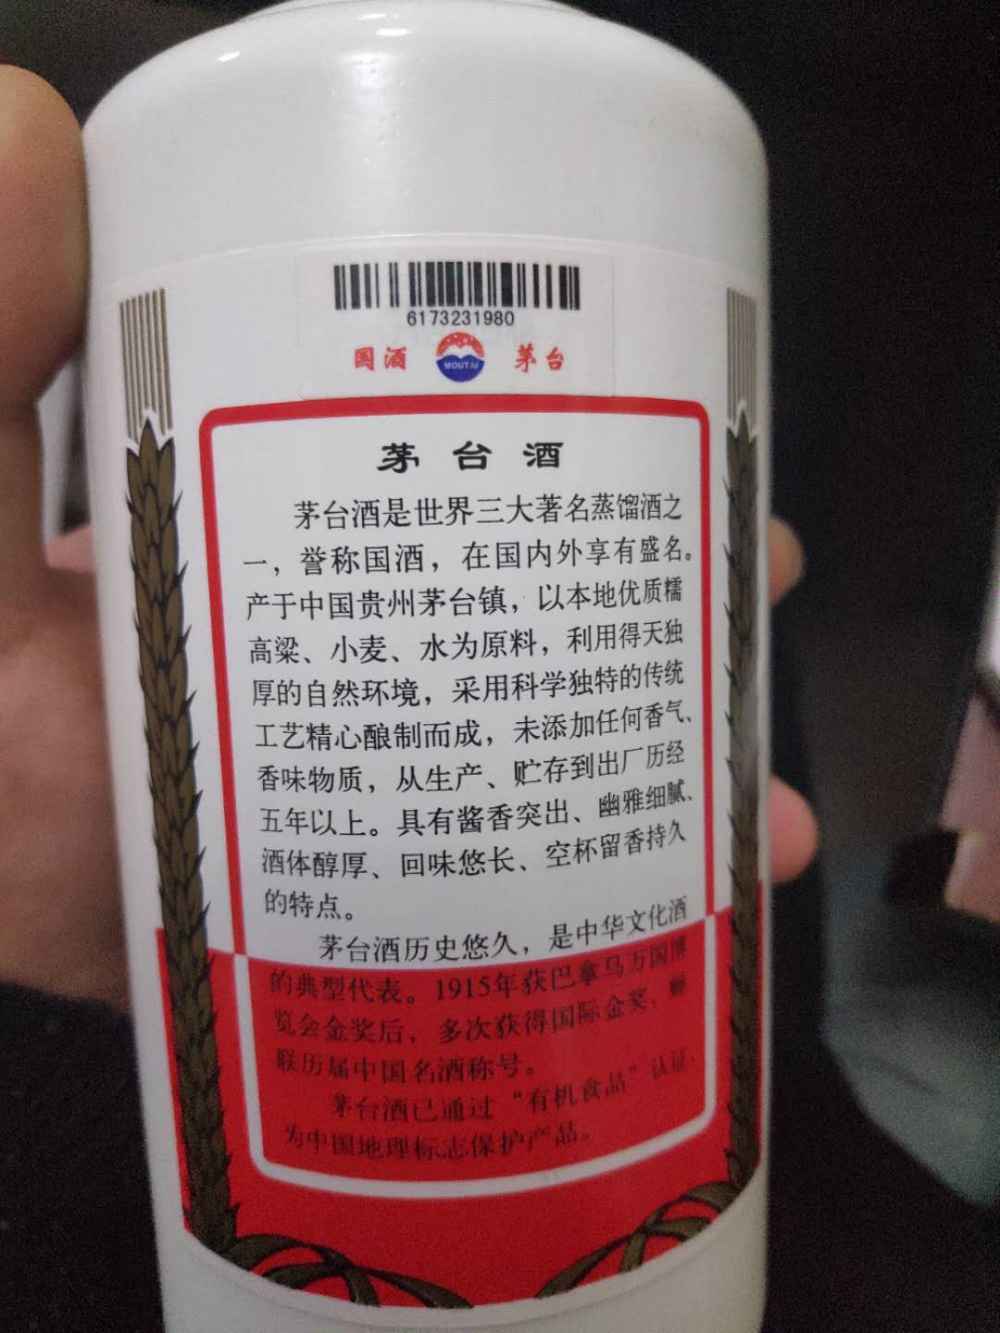 6173231980
国酒 MOUTAI 茅台
茅台酒
茅台酒是世界三大著名蒸馏酒之
一，誉称国酒，在国内外享有盛名。
产于中国贵州茅台镇，以本地优质糯
高粱、小麦、水为原料，利用得天独
厚的自然环境，采用科学独特的传统
工艺精心酿制而成，未添加任何香气、
香味物质，从生产、贮存到出厂历经
五年以上。具有酱香突出、幽雅细腻、
酒体醇厚、回味悠长、空杯留香持久
的特点。
茅台酒历史悠久，是中华文化酒
的典型代表。1915年获巴拿马万国博
览会金奖后，多次获得国际金奖、蝉
联历届中国名酒称号。
茅台酒已通过“有机食品”认证，
为中国地理标志保护产品。